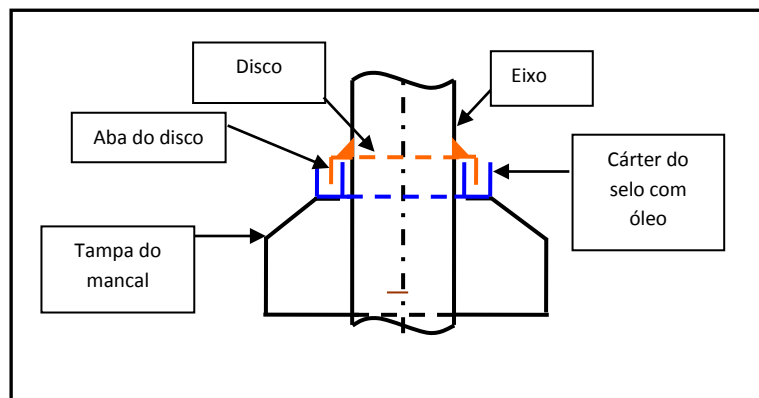 Disco
Eixo
Aba do disco
Cárter do
selo com
óleo
Tampa do
mancal